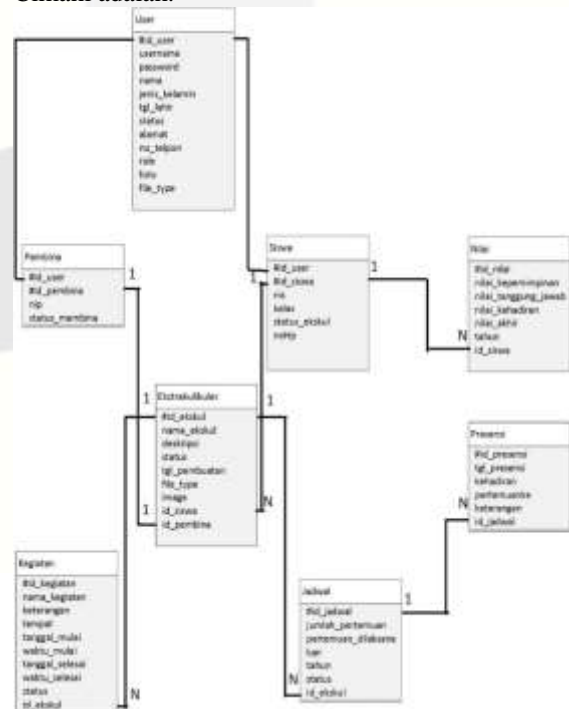 User
#id_user
username
password
nama
jenis_kelamin
tgl_lahir
status
alamat
no_telpon
role
foto
file_type
Pembina
#id_user
#id_pembina
nip
status_membina
1
1
Siswa
#id_user
#id_siswa
nis
kelas
status_ekskul
1
1
Nilai
#id_nilai
nilai_kepemimpinan
nilai_tanggung_jawab
nilai_kehadiran
nilai_akhir
tahun
id_siswa
N
Ekstrakulikuler
#id_ekskul
nama_ekskul
deskripsi
status
tgl_pembuatan
file_type
image
id_siswa
id_pembina
1
1
1
N
Presensi
#id_presensi
tgl_presensi
kehadiran
pertemuanke
keterangan
id_jadwal
N
Kegiatan
#id_kegiatan
nama_kegiatan
keterangan
tempat
tanggal_mulai
waktu_mulai
tanggal_selesai
waktu_selesai
status
id_ekskul
N
Jadwal
#id_jadwal
jumlah_pertemuan
pertemuan_dilaksana
hari
tahun
status
id_ekskul
1
N